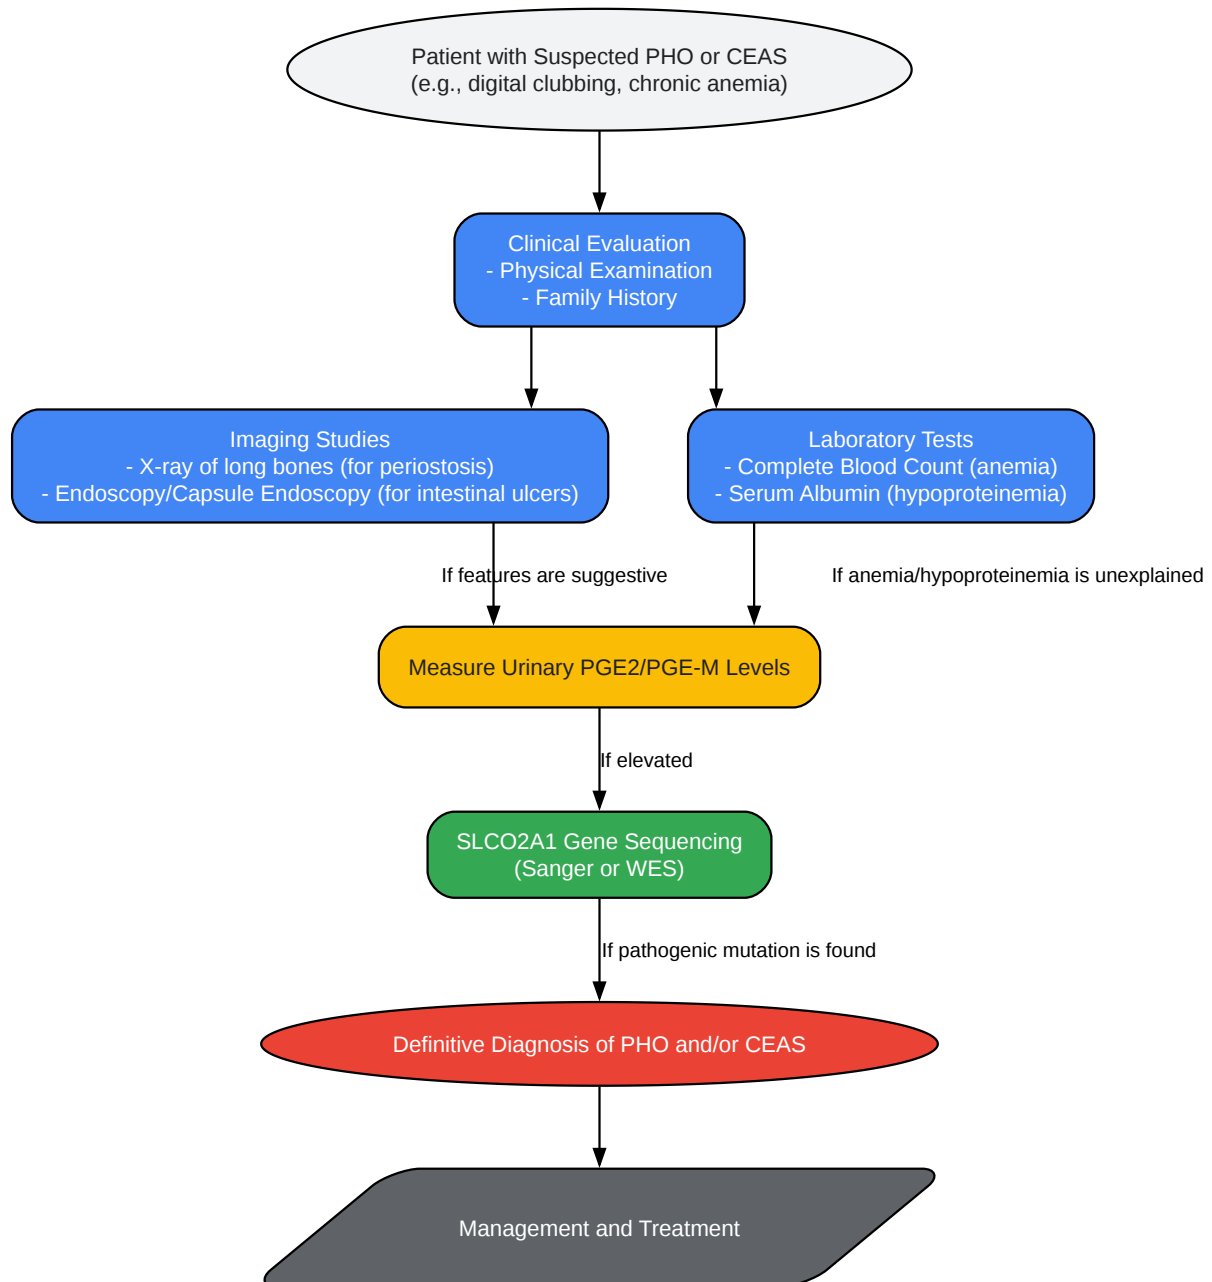 Patient with Suspected PHO or CEAS
(e.g., digital clubbing, chronic anemia)
Clinical Evaluation
- Physical Examination
- Family History
Imaging Studies
- X-ray of long bones (for periostosis)
- Endoscopy/Capsule Endoscopy (for intestinal ulcers)
Laboratory Tests
- Complete Blood Count (anemia)
- Serum Albumin (hypoproteinemia)
If features are suggestive
If anemia/hypoproteinemia is unexplained
Measure Urinary PGE2/PGE-M Levels
If elevated
SLCO2A1 Gene Sequencing
(Sanger or WES)
If pathogenic mutation is found
Definitive Diagnosis of PHO and/or CEAS
Management and Treatment